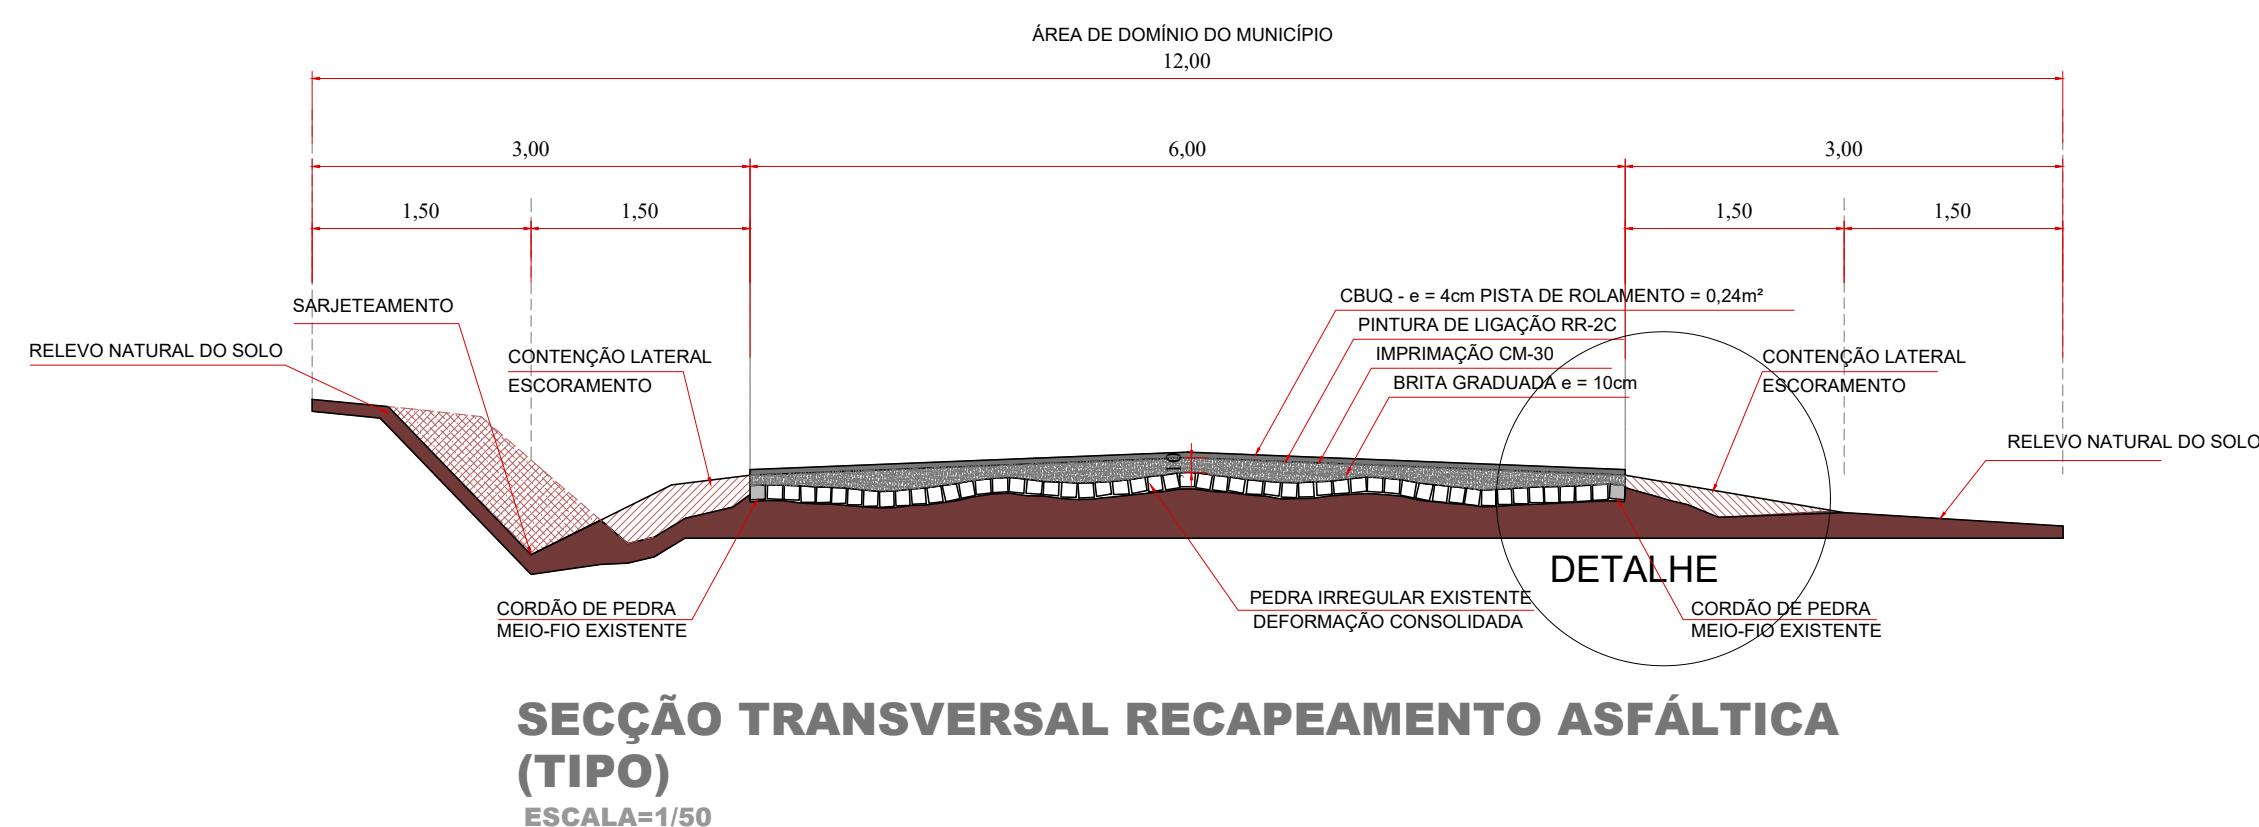 ÁREA DE DOMÍNIO DO MUNICÍPIO
12,00
3,00
6,00
3,00
1,50
1,50
1,50
1,50
SARJETEAMENTO
RELEVO NATURAL DO SOLO
CONTENÇÃO LATERAL
ESCORAMENTO
CBUQ - e = 4cm PISTA DE ROLAMENTO = 0,24m²
PINTURA DE LIGAÇÃO RR-2C
IMPRIMAÇÃO CM-30
BRITA GRADUADA e = 10cm
CONTENÇÃO LATERAL
ESCORAMENTO
RELEVO NATURAL DO SOLO
10
DETALHE
CORDÃO DE PEDRA
MEIO-FIO EXISTENTE
PEDRA IRREGULAR EXISTENTE
DEFORMAÇÃO CONSOLIDADA
CORDÃO DE PEDRA
MEIO-FIO EXISTENTE
SECÇÃO TRANSVERSAL RECAPEAMENTO ASFÁLTICA
(TIPO)
ESCALA=1/50